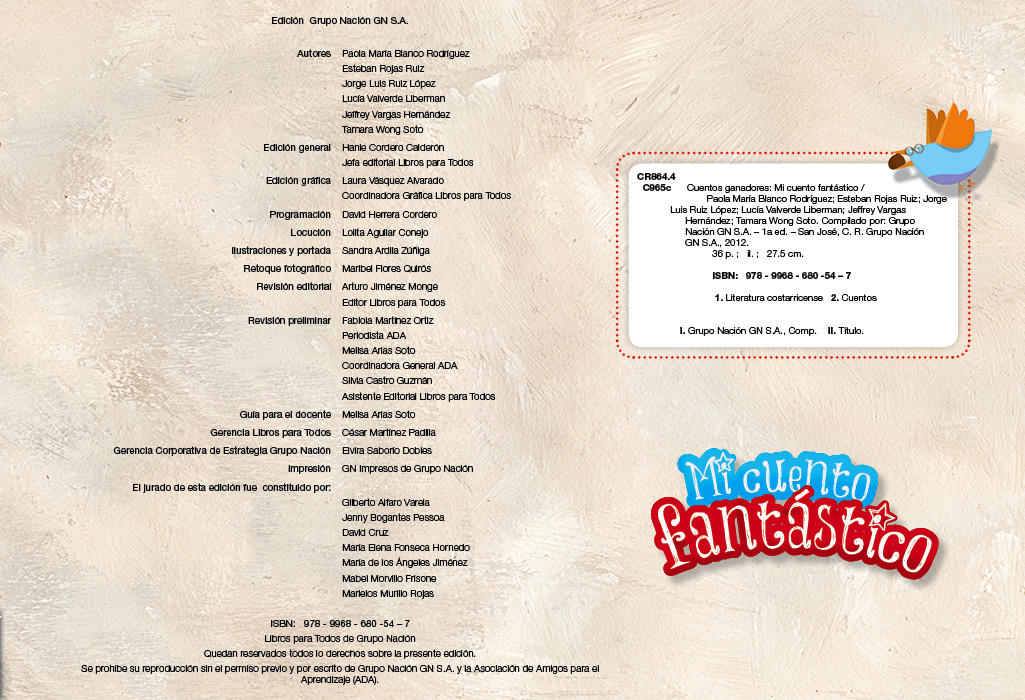 Edición Grupo Nación GN S.A.
Autores Paola María Blanco Rodríguez
Esteban Rojas Ruiz
Jorge Luis Ruiz López
Lucía Valverde Liberman
Jeffrey Vargas Hernández
Tamara Wong Soto
Edición general Hanie Cordero Calderón
Jefa editorial Libros para Todos
Edición gráfica Laura Vásquez Alvarado
Coordinadora Gráfica Libros para Todos
Programación David Herrera Cordero
Locución Lolita Aguilar Conejo
Ilustraciones y portada Sandra Ardila Zúñiga
Retoque fotográfico Maribel Flores Quirós
Revisión editorial Arturo Jiménez Monge
Editor Libros para Todos
Revisión preliminar Fabiola Martínez Ortiz
Periodista ADA
Melisa Arias Soto
Coordinadora General ADA
Silvia Castro Guzmán
Asistente Editorial Libros para Todos
Guía para el docente Melisa Arias Soto
Gerencia Libros para Todos César Martínez Padilla
Gerencia Corporativa de Estrategia Grupo Nación Elvira Saborío Dobles
Impresión GN Impresos de Grupo Nación
El jurado de esta edición fue constituido por:
Gilberto Alfaro Varela
Jenny Bogantes Pessoa
David Cruz
María Elena Fonseca Hornedo
María de los Ángeles Jiménez
Mabel Morvillo Frisone
Marielos Murillo Rojas
ISBN: 978 - 9968 - 680 -54 – 7
Libros para Todos de Grupo Nación
Quedan reservados todos lo derechos sobre la presente edición.
Se prohíbe su reproducción sin el permiso previo y por escrito de Grupo Nación GN S.A. y la Asociación de Amigos para el
Aprendizaje (ADA).
CR864.4
C965c Cuentos ganadores: Mi cuento fantástico /
Paola María Blanco Rodríguez; Esteban Rojas Ruiz; Jorge
Luis Ruiz López; Lucía Valverde Liberman; Jeffrey Vargas
Hernández; Tamara Wong Soto. Compilado por: Grupo
Nación GN S.A. – 1a ed. – San José, C. R. Grupo Nación
GN S.A., 2012.
36 p. ; il. ; 27.5 cm.
ISBN: 978 - 9968 - 680 -54 – 7
1. Literatura costarricense 2. Cuentos
I. Grupo Nación GN S.A., Comp. II. Título.
Mi cuento
fantástico